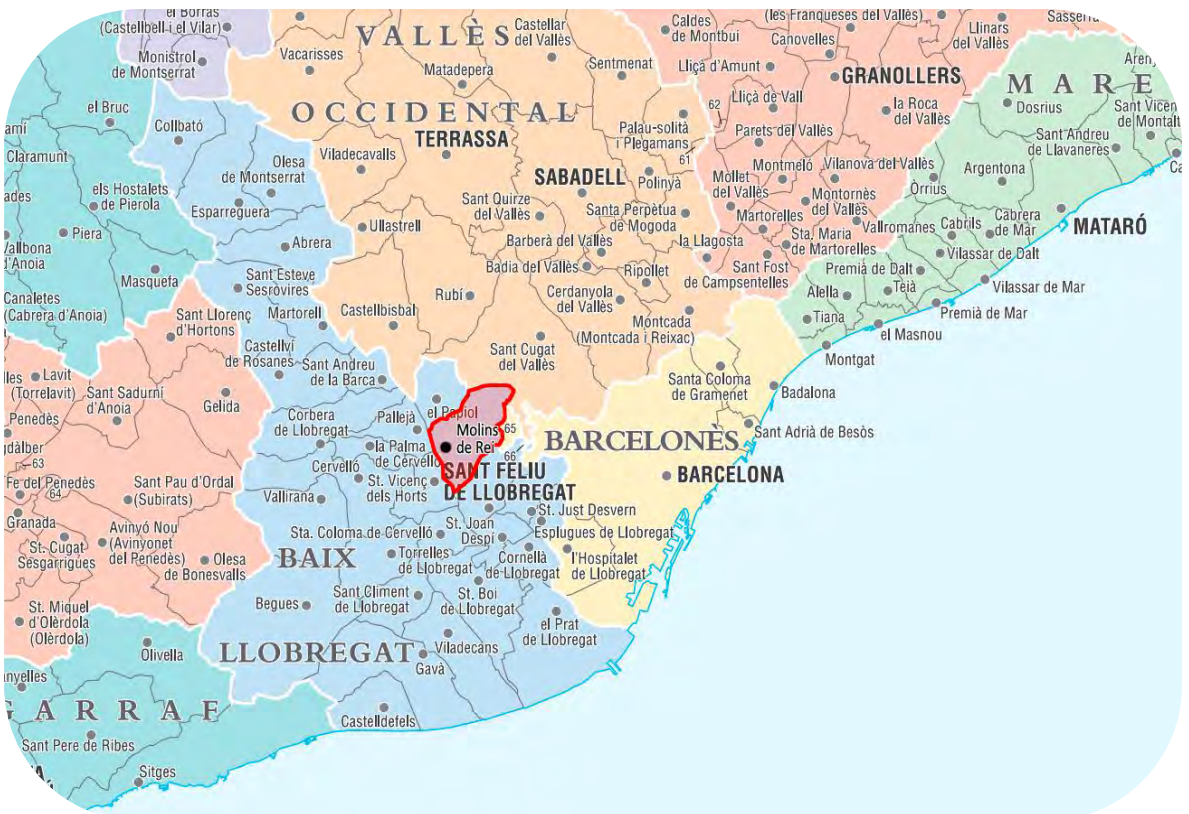 el Borràs
(Castellbell i el Vilar)
Monistrol
de Montserrat
VALLÈS
OCCIDENTAL
Vacarisses
Castellar
del Vallès
Matadepera
Sentmenat
TERRASSA
Viladecavalls
SABADELL
Palau-solità
i Plegamans
61
Polinyà
Sant Quirze
del Vallès
Santa Perpètua
de Mogoda
Ullastrell
Barberà del Vallès
Badia del Vallès
Ripollet
la Llagosta
Rubí
Cerdanyola
del Vallès
Castellbisbal
Montcada
(Montcada i Reixac)
Sant Cugat
del Vallès
Caldes
de Montbui
(les Franqueses del Vallès)
Canovelles
Llinars
del Vallès
Lliçà d'Amunt
GRANOLLERS
62
Lliçà de Vall
la Roca
del Vallès
Parets del Vallès
Montmeló
Vilanova del Vallès
Mollet
del Vallès
Montornès
del Vallès
Martorelles
Vallromanes
Sta. Maria
de Martorelles
Sant Fost
de Campsentelles
MARE
Dosrius
Sant Andreu
de Llavaneres
Argentona
Òrrius
Cabrils
Cabrera
de Mar
MATARÓ
Vilassar de Dalt
Premià de Dalt
Vilassar de Mar
Alella
Teià
Premià de Mar
Tiana
el Masnou
Montgat
el Bruc
Collbató
Claramunt
els Hostalets
de Pierola
Olesa
de Montserrat
Esparreguera
Piera
Abrera
Masquefa
Sant Esteve
Sesrovires
Canaletes
(Cabrera d'Anoia)
Sant Llorenç
d'Hortons
Martorell
Castellví
de Rosanes
Sant Andreu
de la Barca
Lavit
(Torrelavit)
Sant Sadurní
d'Anoia
Gelida
Corbera
de Llobregat
Pallejà
el Papiol
Molins
de Rei
65
66
la Palma
de Cervelló
Cervelló
SANT FELIU
DE LLOBREGAT
St. Vicenç
dels Horts
Vallirana
BARCELONÈS
BARCELONA
Santa Coloma
de Gramenet
Badalona
Sant Adrià de Besòs
63
64
Sant Pau d'Ordal
(Subirats)
Granada
Avinyó Nou
(Avinyonet
del Penedès)
St. Cugat
Sesgarrigues
Olesa
de Bonesvalls
Sta. Coloma de Cervelló
St. Joan
Despí
St. Just Desvern
Esplugues de Llobregat
BAIX
LLOBREGAT
Torrelles
de Llobregat
Cornellà
de Llobregat
l'Hospitalet
de Llobregat
Begues
Sant Climent
de Llobregat
St. Boi
de Llobregat
el Prat
de Llobregat
St. Miquel
d'Olèrdola
(Olèrdola)
Viladecans
Gavà
Olivella
GARRAF
Castelldefels
Sant Pere de Ribes
Sitges